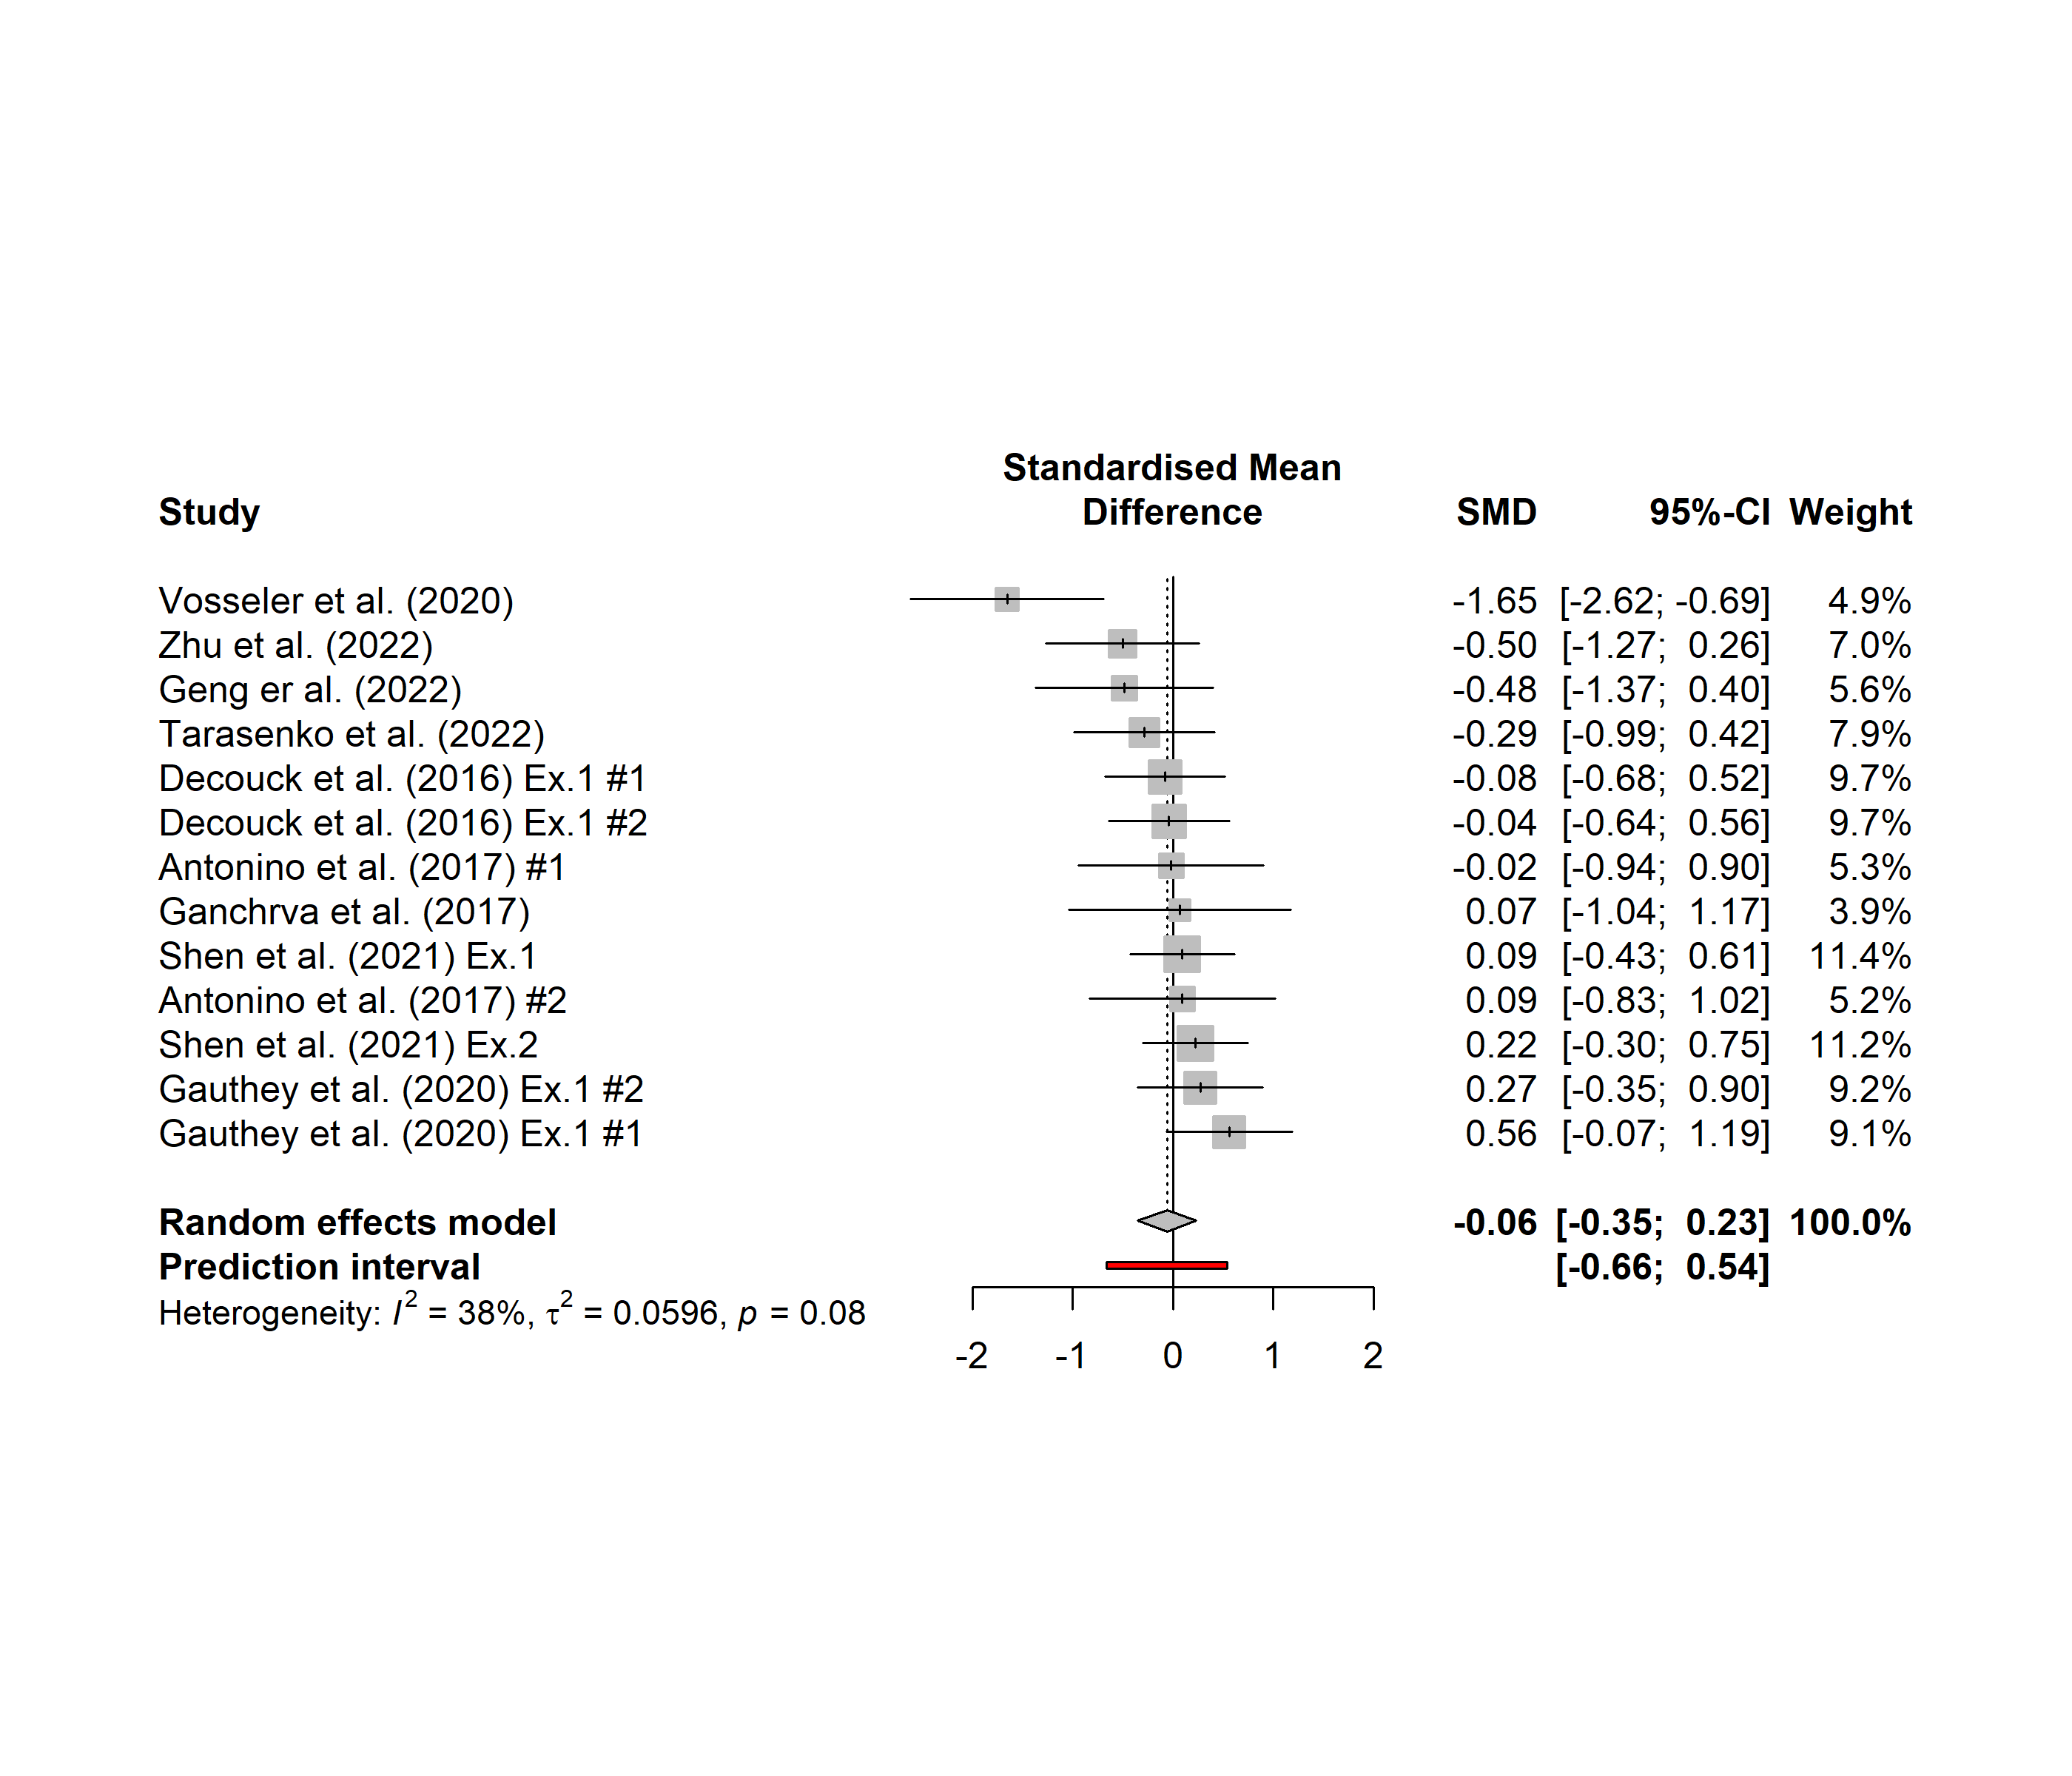 Standardised Mean
Study Difference SMD 95%-CI Weight
Vosseler et al. (2020) -1.65 [-2.62; -0.69] 4.9%
Zhu et al. (2022) -0.50 [-1.27; 0.26] 7.0%
Geng er al. (2022) -0.48 [-1.37; 0.40] 5.6%
Tarasenko et al. (2022) -0.29 [-0.99; 0.42] 7.9%
Decouck et al. (2016) Ex.1 #1 -0.08 [-0.68; 0.52] 9.7%
Decouck et al. (2016) Ex.1 #2 -0.04 [-0.64; 0.56] 9.7%
Antonino et al. (2017) #1 -0.02 [-0.94; 0.90] 5.3%
Ganchrva et al. (2017) 0.07 [-1.04; 1.17] 3.9%
Shen et al. (2021) Ex.1 0.09 [-0.43; 0.61] 11.4%
Antonino et al. (2017) #2 0.09 [-0.83; 1.02] 5.2%
Shen et al. (2021) Ex.2 0.22 [-0.30; 0.75] 11.2%
Gauthey et al. (2020) Ex.1 #2 0.27 [-0.35; 0.90] 9.2%
Gauthey et al. (2020) Ex.1 #1 0.56 [-0.07; 1.19] 9.1%
Random effects model -0.06 [-0.35; 0.23] 100.0%
Prediction interval [-0.66; 0.54]
Heterogeneity: I² = 38%, τ² = 0.0596, p = 0.08
-2 -1 0 1 2